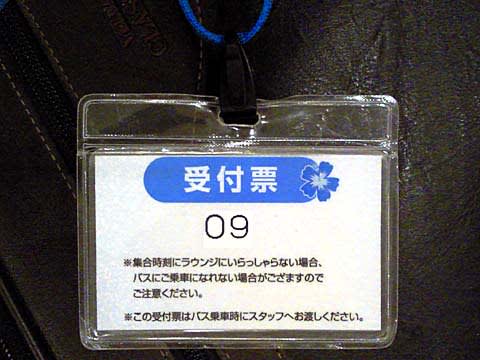 受付票
09
※集合時刻にラウンジにいらっしゃらない場合、
バスにご乗車になれない場合がござますので
ご注意ください。
※この受付票はバス乗車時にスタッフへお渡しください。